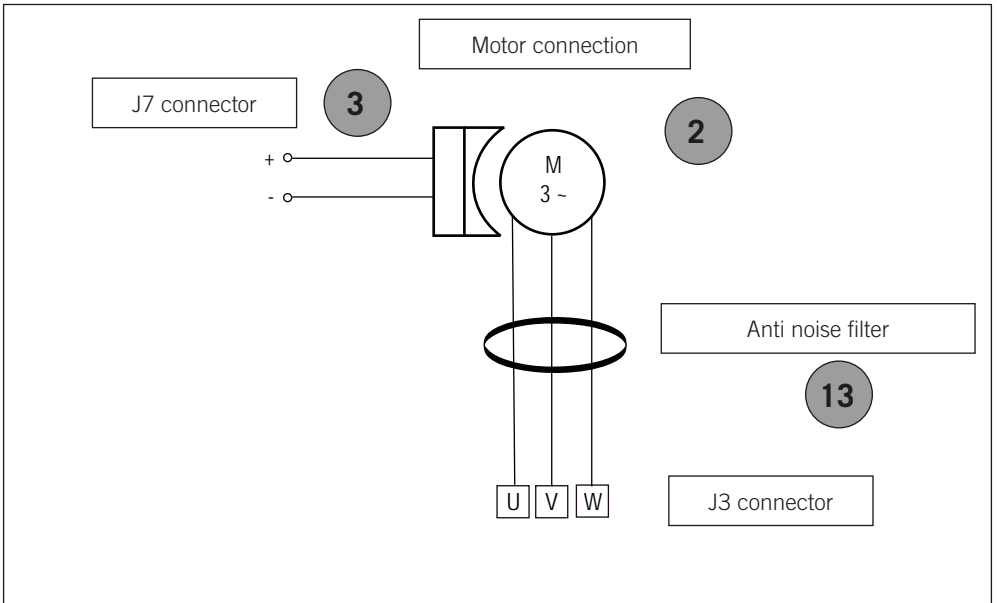 Motor connection
J7 connector
3
2
+
M
3 ~
-
Anti noise filter
13
U V W
J3 connector